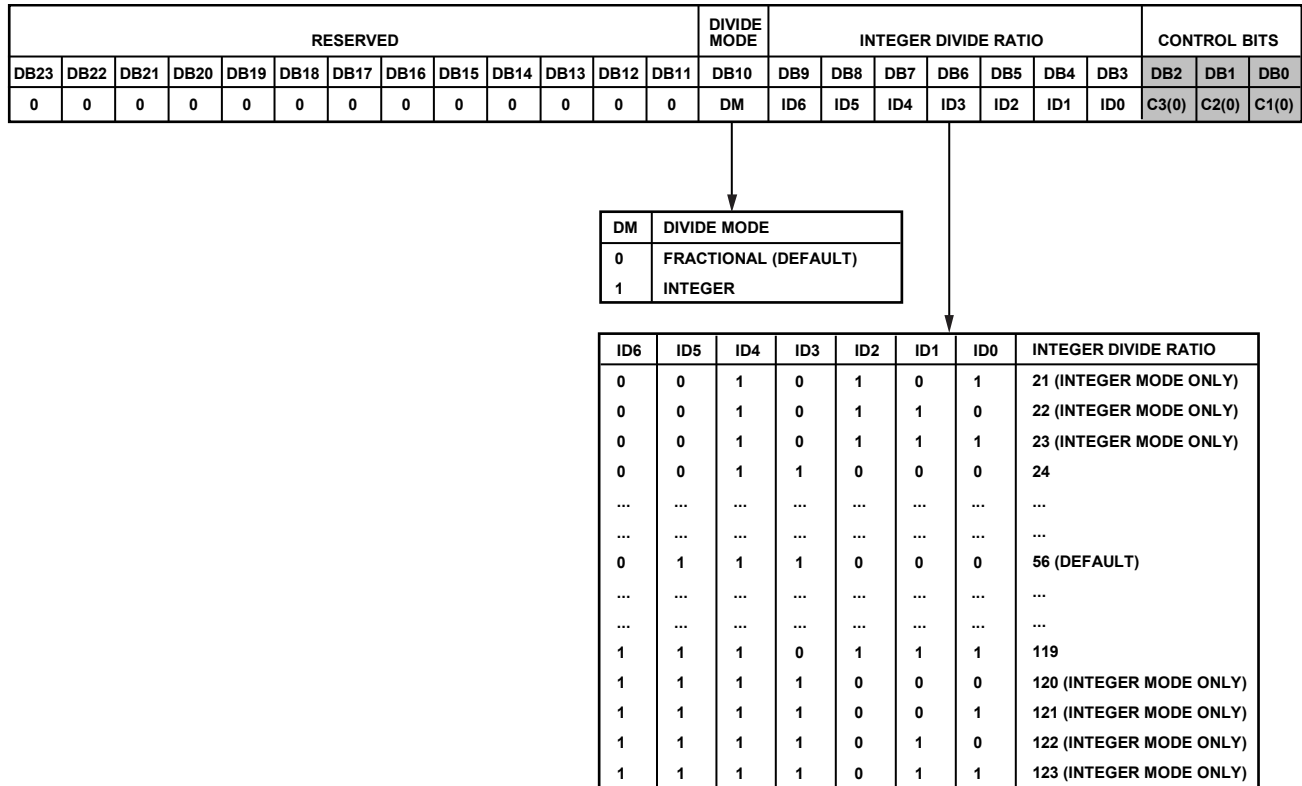 RESERVED DIVIDE MODE INTEGER DIVIDE RATIO CONTROL BITS
DB23 DB22 DB21 DB20 DB19 DB18 DB17 DB16 DB15 DB14 DB13 DB12 DB11 DB10 DB9 DB8 DB7 DB6 DB5 DB4 DB3 DB2 DB1 DB0
0 0 0 0 0 0 0 0 0 0 0 0 0 DM ID6 ID5 ID4 ID3 ID2 ID1 ID0 C3(0) C2(0) C1(0)
DM DIVIDE MODE
0 FRACTIONAL (DEFAULT)
1 INTEGER
ID6 ID5 ID4 ID3 ID2 ID1 ID0 INTEGER DIVIDE RATIO
0 0 1 0 1 0 1 21 (INTEGER MODE ONLY)
0 0 1 0 1 1 0 22 (INTEGER MODE ONLY)
0 0 1 0 1 1 1 23 (INTEGER MODE ONLY)
0 0 1 1 0 0 0 24
... ... ... ... ... ... ... ...
... ... ... ... ... ... ... ...
0 1 1 1 0 0 0 56 (DEFAULT)
... ... ... ... ... ... ... ...
... ... ... ... ... ... ... ...
1 1 1 0 1 1 1 119
1 1 1 1 0 0 0 120 (INTEGER MODE ONLY)
1 1 1 1 0 0 1 121 (INTEGER MODE ONLY)
1 1 1 1 0 1 0 122 (INTEGER MODE ONLY)
1 1 1 1 0 1 1 123 (INTEGER MODE ONLY)